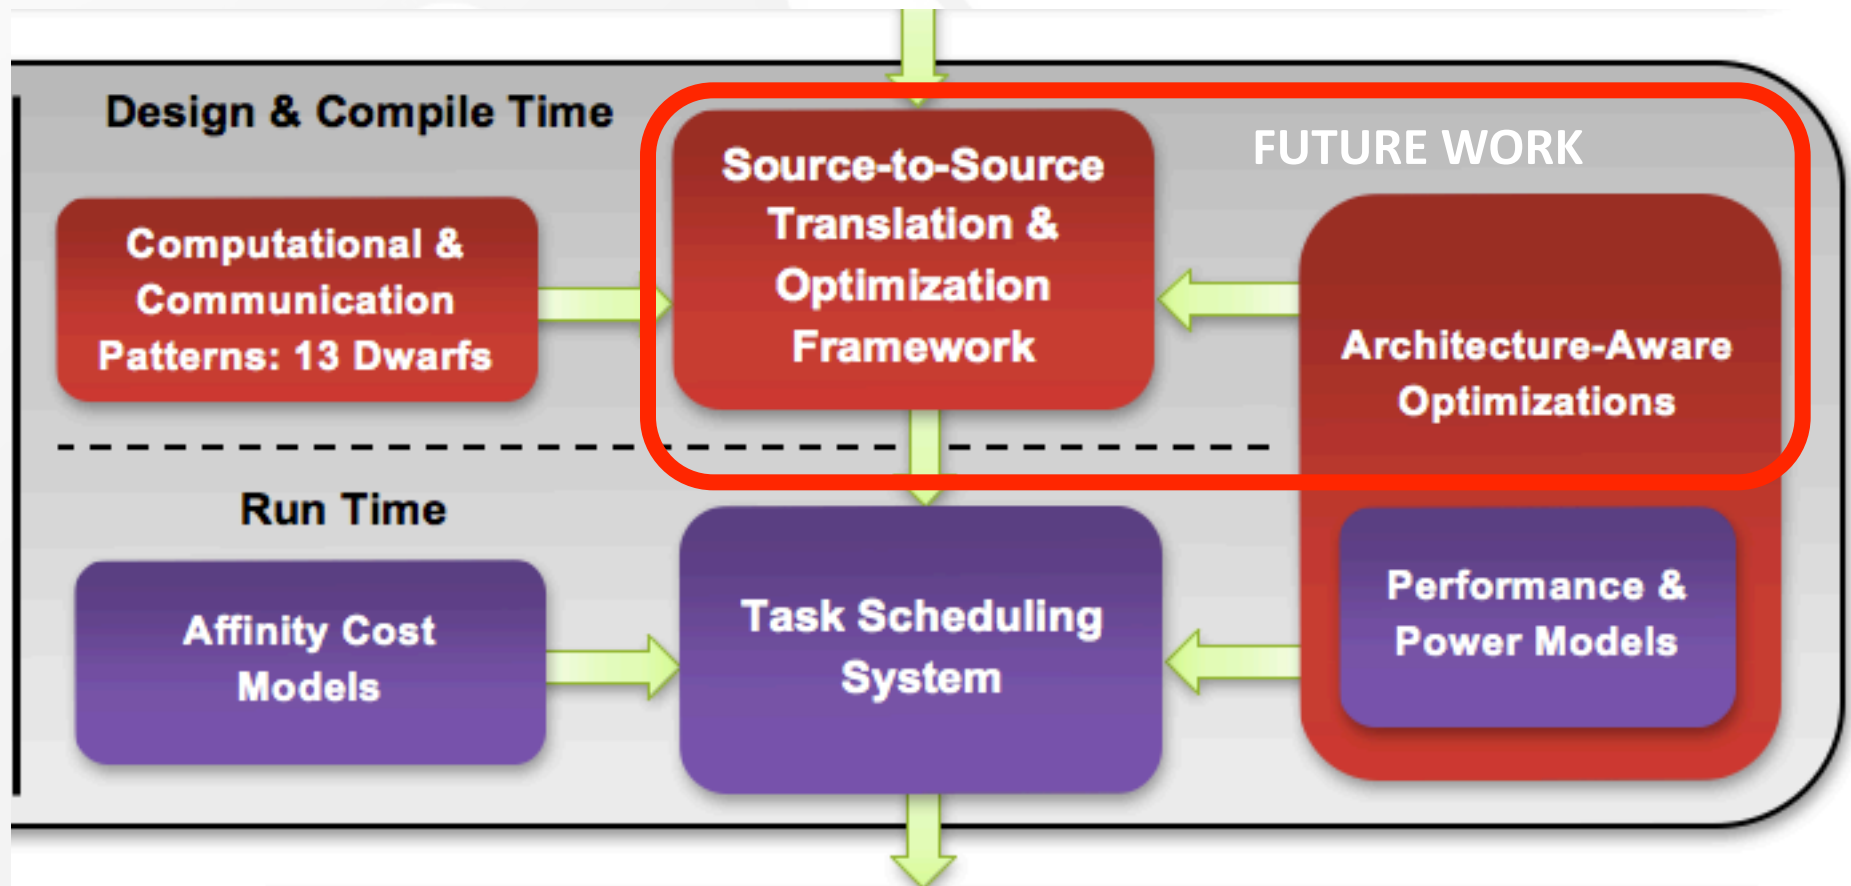 Design & Compile Time
FUTURE WORK
Source-to-Source
Translation &
Optimization
Framework
Computational &
Communication
Patterns: 13 Dwarfs
Architecture-Aware
Optimizations
Run Time
Affinity Cost
Models
Task Scheduling
System
Performance &
Power Models